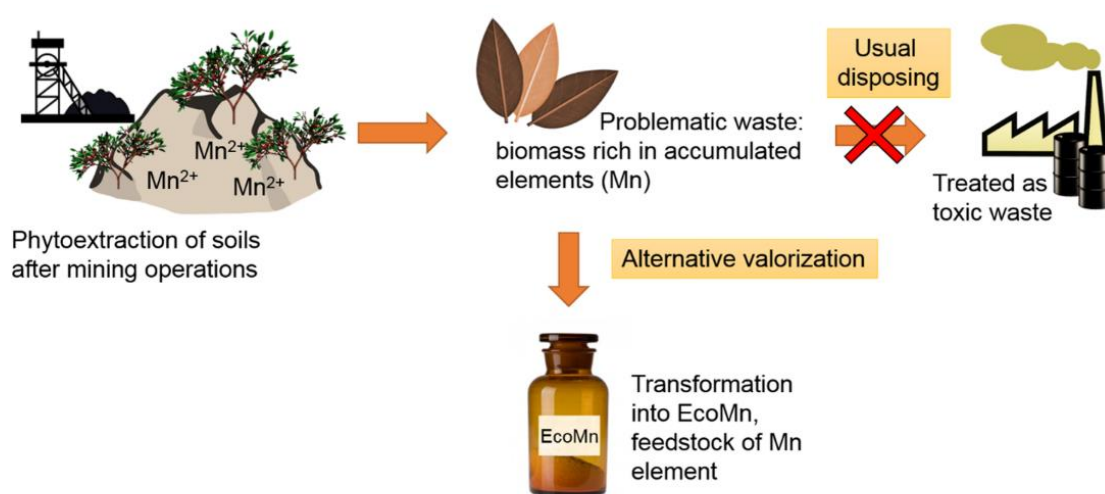 Mn²⁺
Mn²⁺
Mn²⁺
Phytoextraction of soils
after mining operations
Problematic waste:
biomass rich in accumulated
elements (Mn)
Usual
disposing
Treated as
toxic waste
Alternative valorization
EcoMn
Transformation
into EcoMn,
feedstock of Mn
element